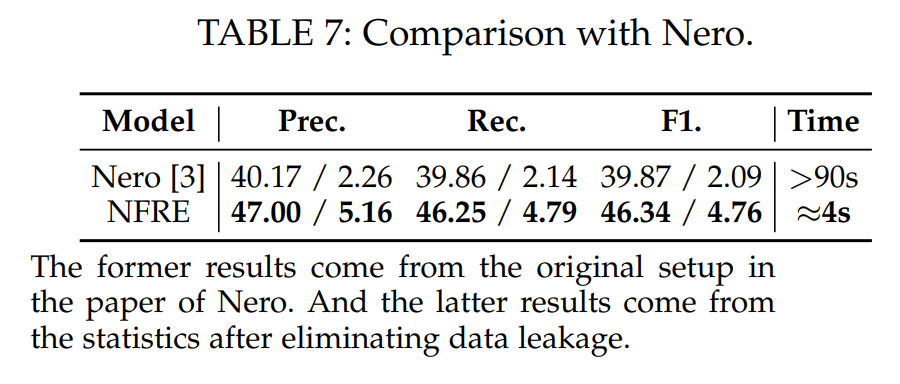 TABLE 7: Comparison with Nero.
Model Prec. Rec. F1. Time
Nero [3] 40.17 / 2.26 39.86 / 2.14 39.87 / 2.09 >90s
NFRE 47.00 / 5.16 46.25 / 4.79 46.34 / 4.76 ≈4s
The former results come from the original setup in
the paper of Nero. And the latter results come from
the statistics after eliminating data leakage.